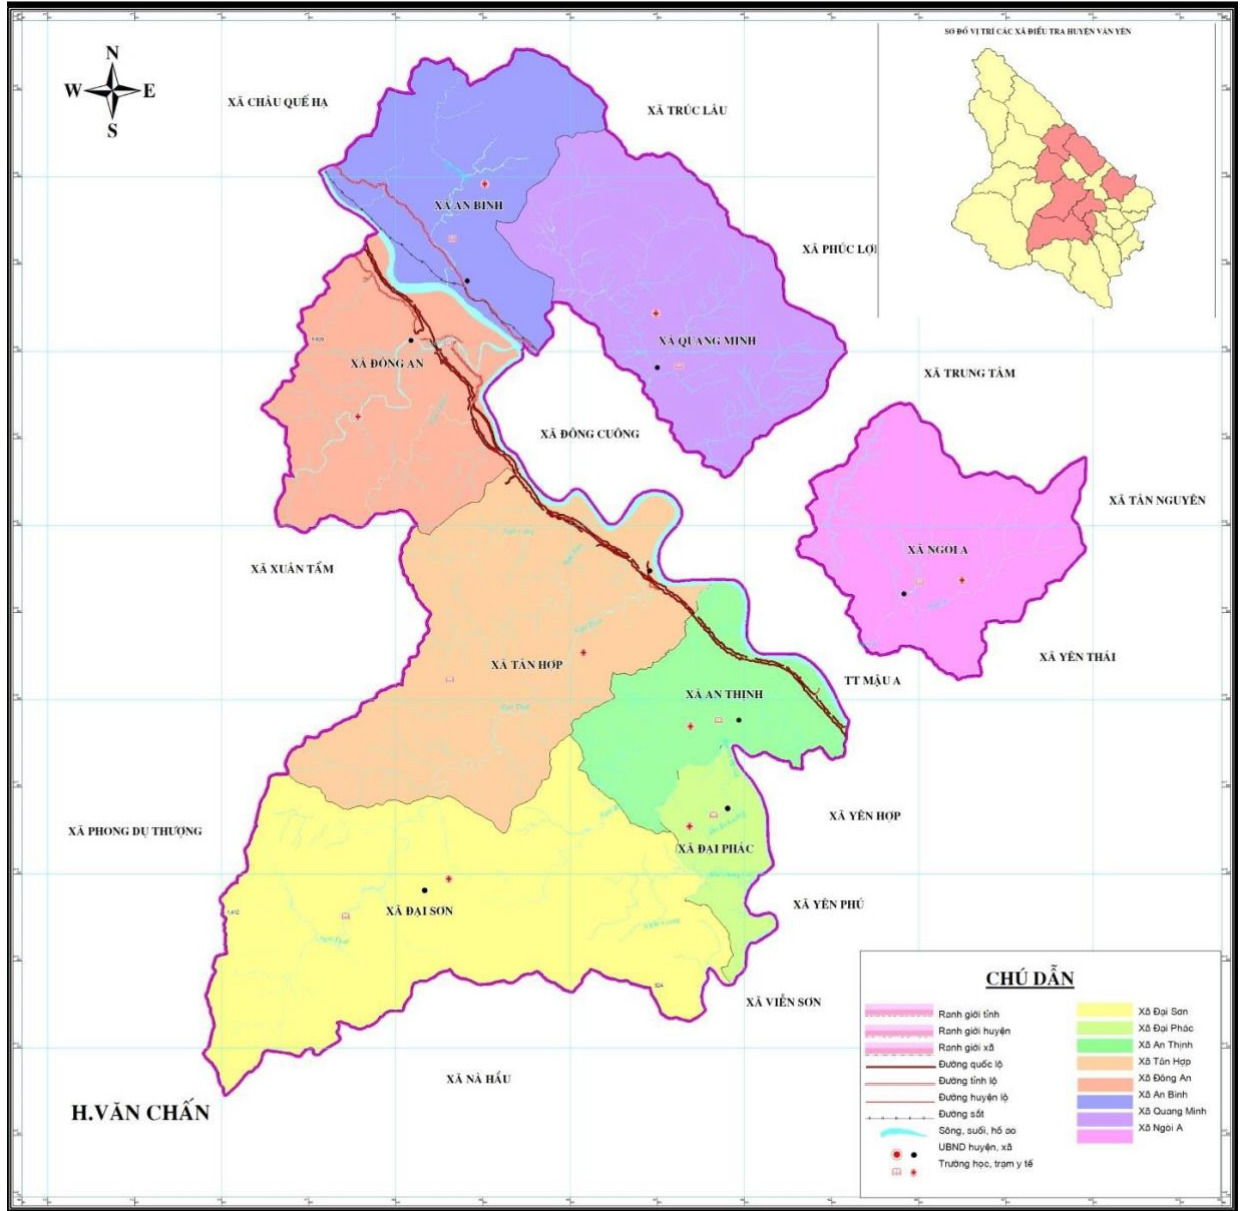 SƠ ĐỒ VỊ TRÍ CÁC XÃ ĐIỀU TRA HUYỆN VĂN YÊN
N
W E
S
XÃ CHÂU QUẾ HẠ
XÃ TRÚC LÂU
XÃ AN BÌNH
XÃ PHÚC LỢI
XÃ QUANG MINH
XÃ ĐÔNG AN
XÃ TRUNG TÂM
XÃ ĐÔNG CUÔNG
XÃ TÂN NGUYÊN
XÃ NGÒI A
XÃ XUÂN TẦM
XÃ YÊN THÁI
XÃ TÂN HỢP
TT MẬU A
XÃ AN THỊNH
XÃ YÊN HỢP
XÃ PHONG DỤ THƯỢNG
XÃ ĐẠI PHÁC
XÃ YÊN PHÚ
XÃ ĐẠI SƠN
524
XÃ VIỄN SƠN
XÃ NÀ HẨU
H.VĂN CHẤN
CHÚ DẪN
Ranh giới tỉnh
Ranh giới huyện
Ranh giới xã
Đường quốc lộ
Đường tỉnh lộ
Đường huyện lộ
Đường sắt
Sông, suối, hồ ao
UBND huyện, xã
Trường học, trạm y tế
Xã Đại Sơn
Xã Đại Phác
Xã An Thịnh
Xã Tân Hợp
Xã Đông An
Xã An Bình
Xã Quang Minh
Xã Ngòi A